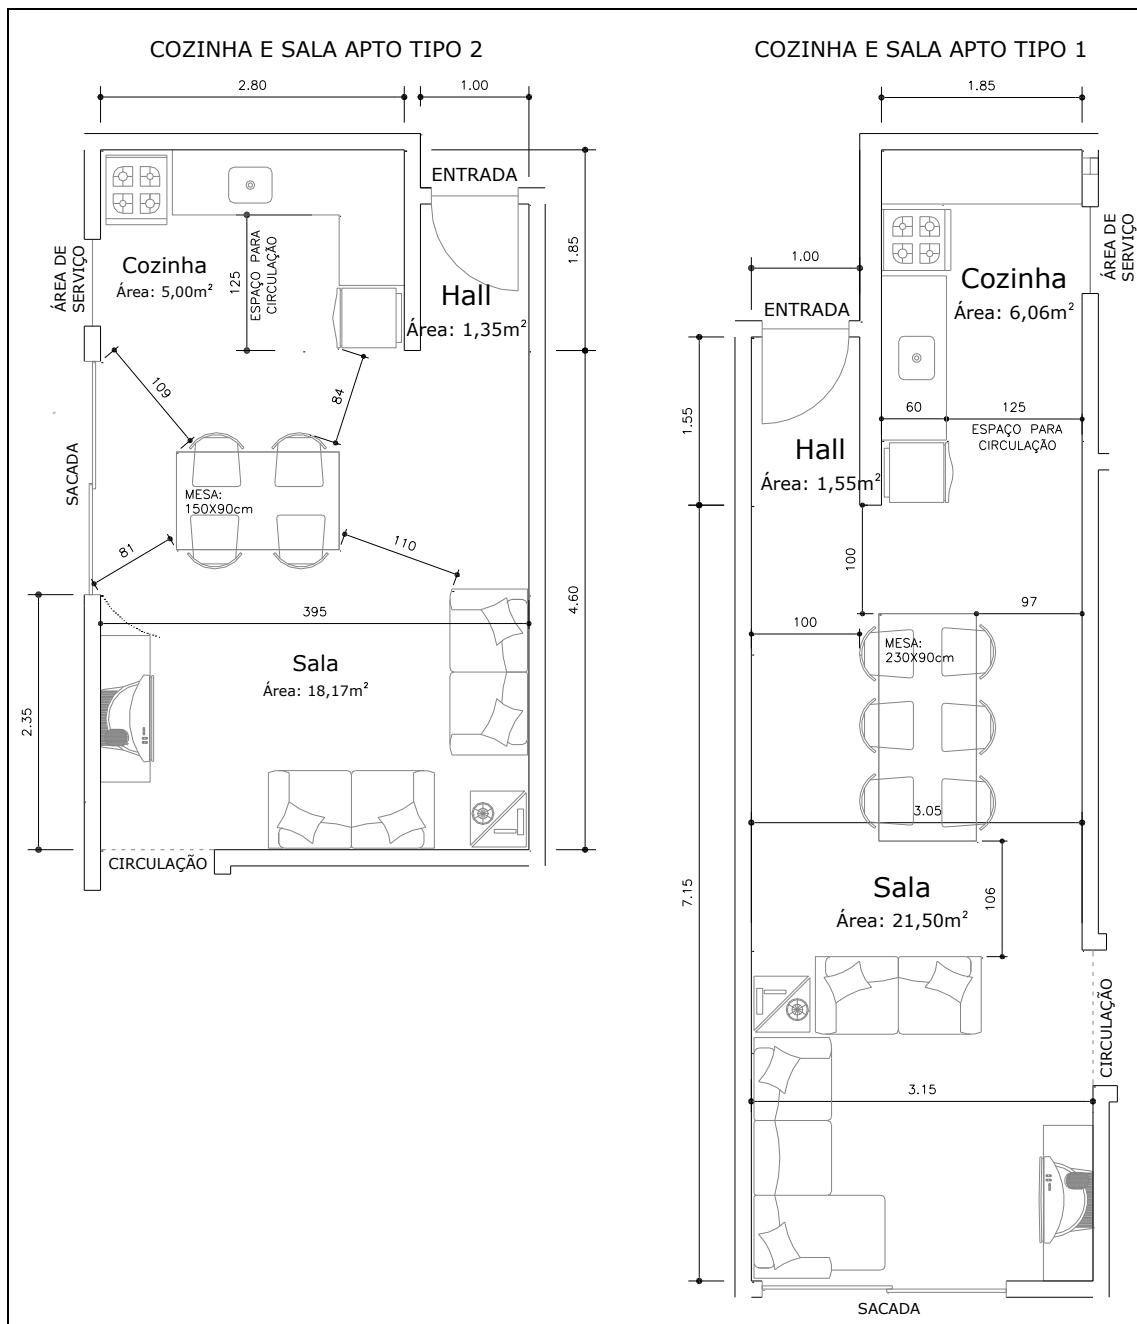 COZINHA E SALA APTO TIPO 2
2.80
1.00
ENTRADA
ÁREA DE
SERVIÇO
Cozinha
Área: 5,00m²
125
ESPAÇO PARA
CIRCULAÇÃO
Hall
Área: 1,35m²
1.85
109
84
SACADA
MESA:
150X90cm
81
110
4.60
395
Sala
Área: 18,17m²
2.35
CIRCULAÇÃO
COZINHA E SALA APTO TIPO 1
1.85
1.00
ENTRADA
ÁREA DE
SERVIÇO
Cozinha
Área: 6,06m²
60
125
ESPAÇO PARA
CIRCULAÇÃO
1.55
Hall
Área: 1,55m²
100
97
100
MESA:
230X90cm
3.05
7.15
Sala
Área: 21,50m²
106
CIRCULAÇÃO
3.15
SACADA